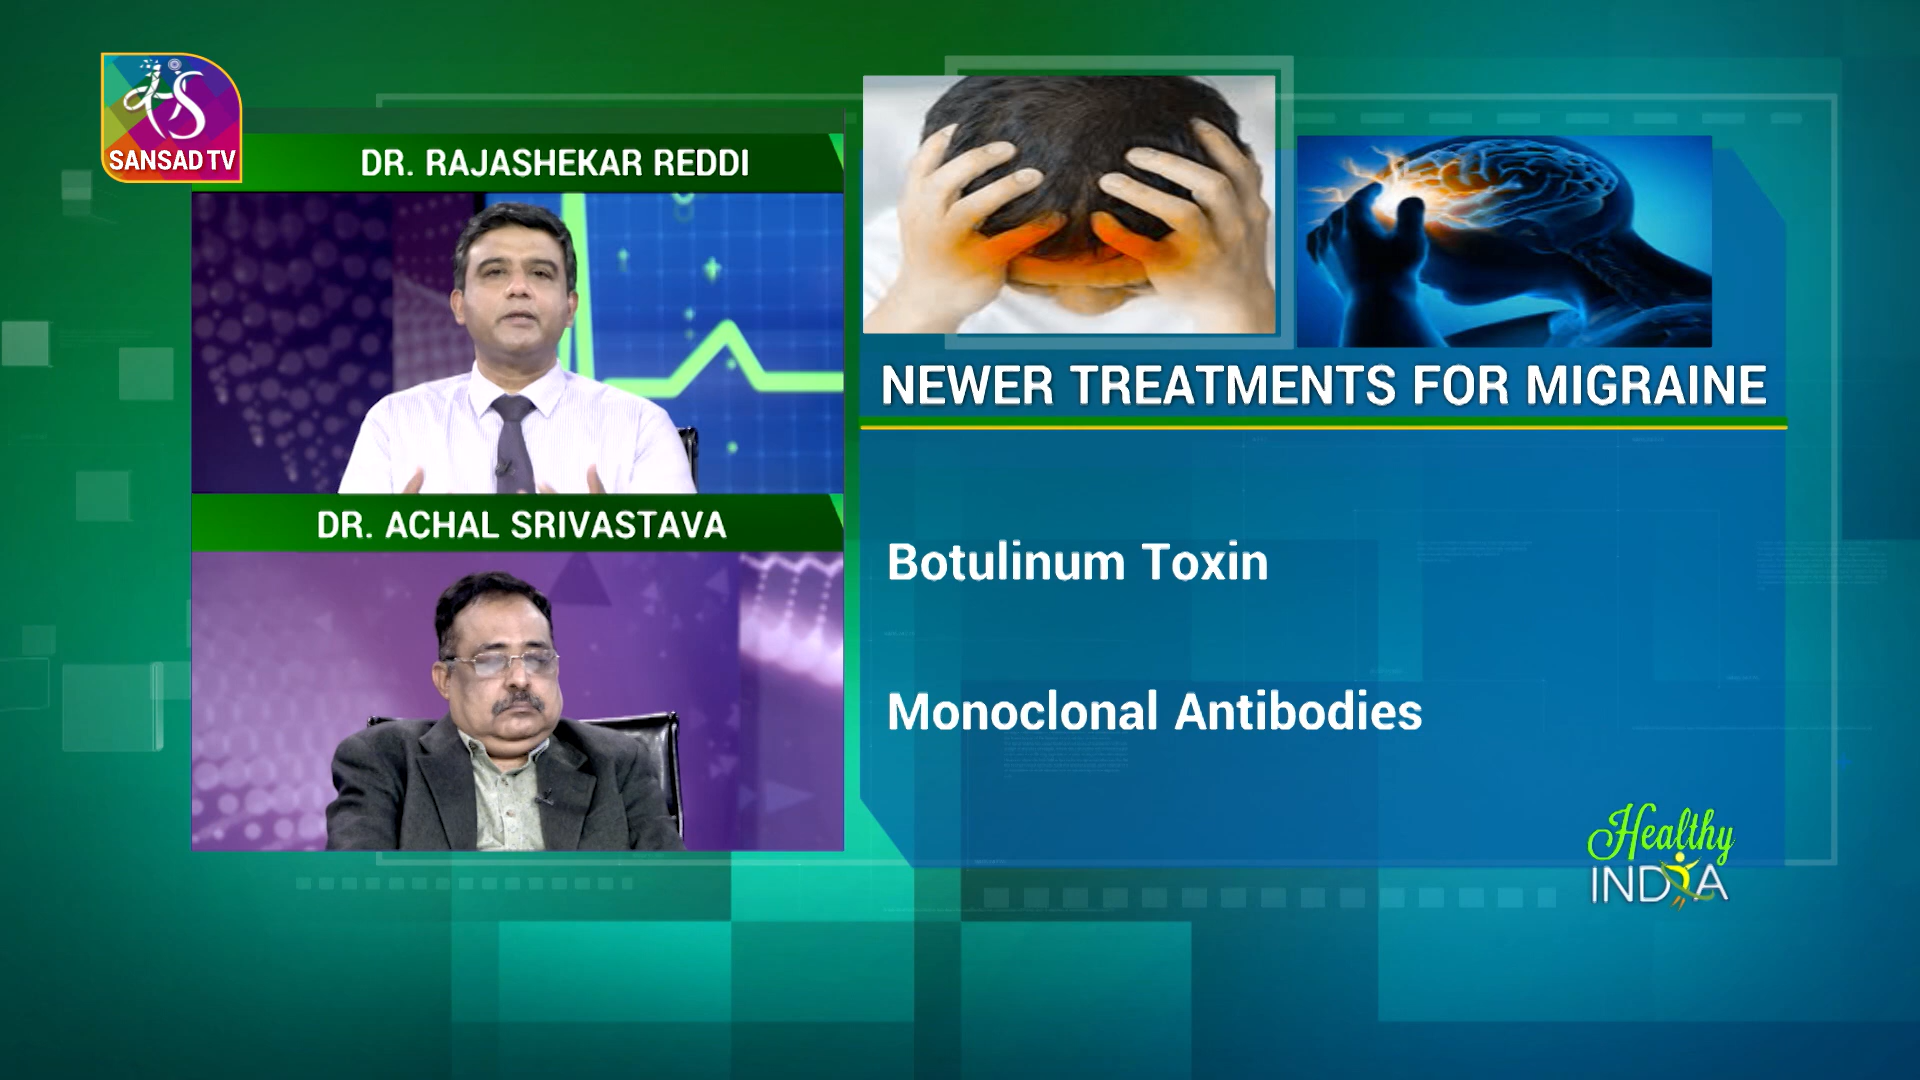 SANSAD TV
DR. RAJASHEKAR REDDI
DR. ACHAL SRIVASTAVA
NEWER TREATMENTS FOR MIGRAINE
Botulinum Toxin
Monoclonal Antibodies
Healthy
INDIA